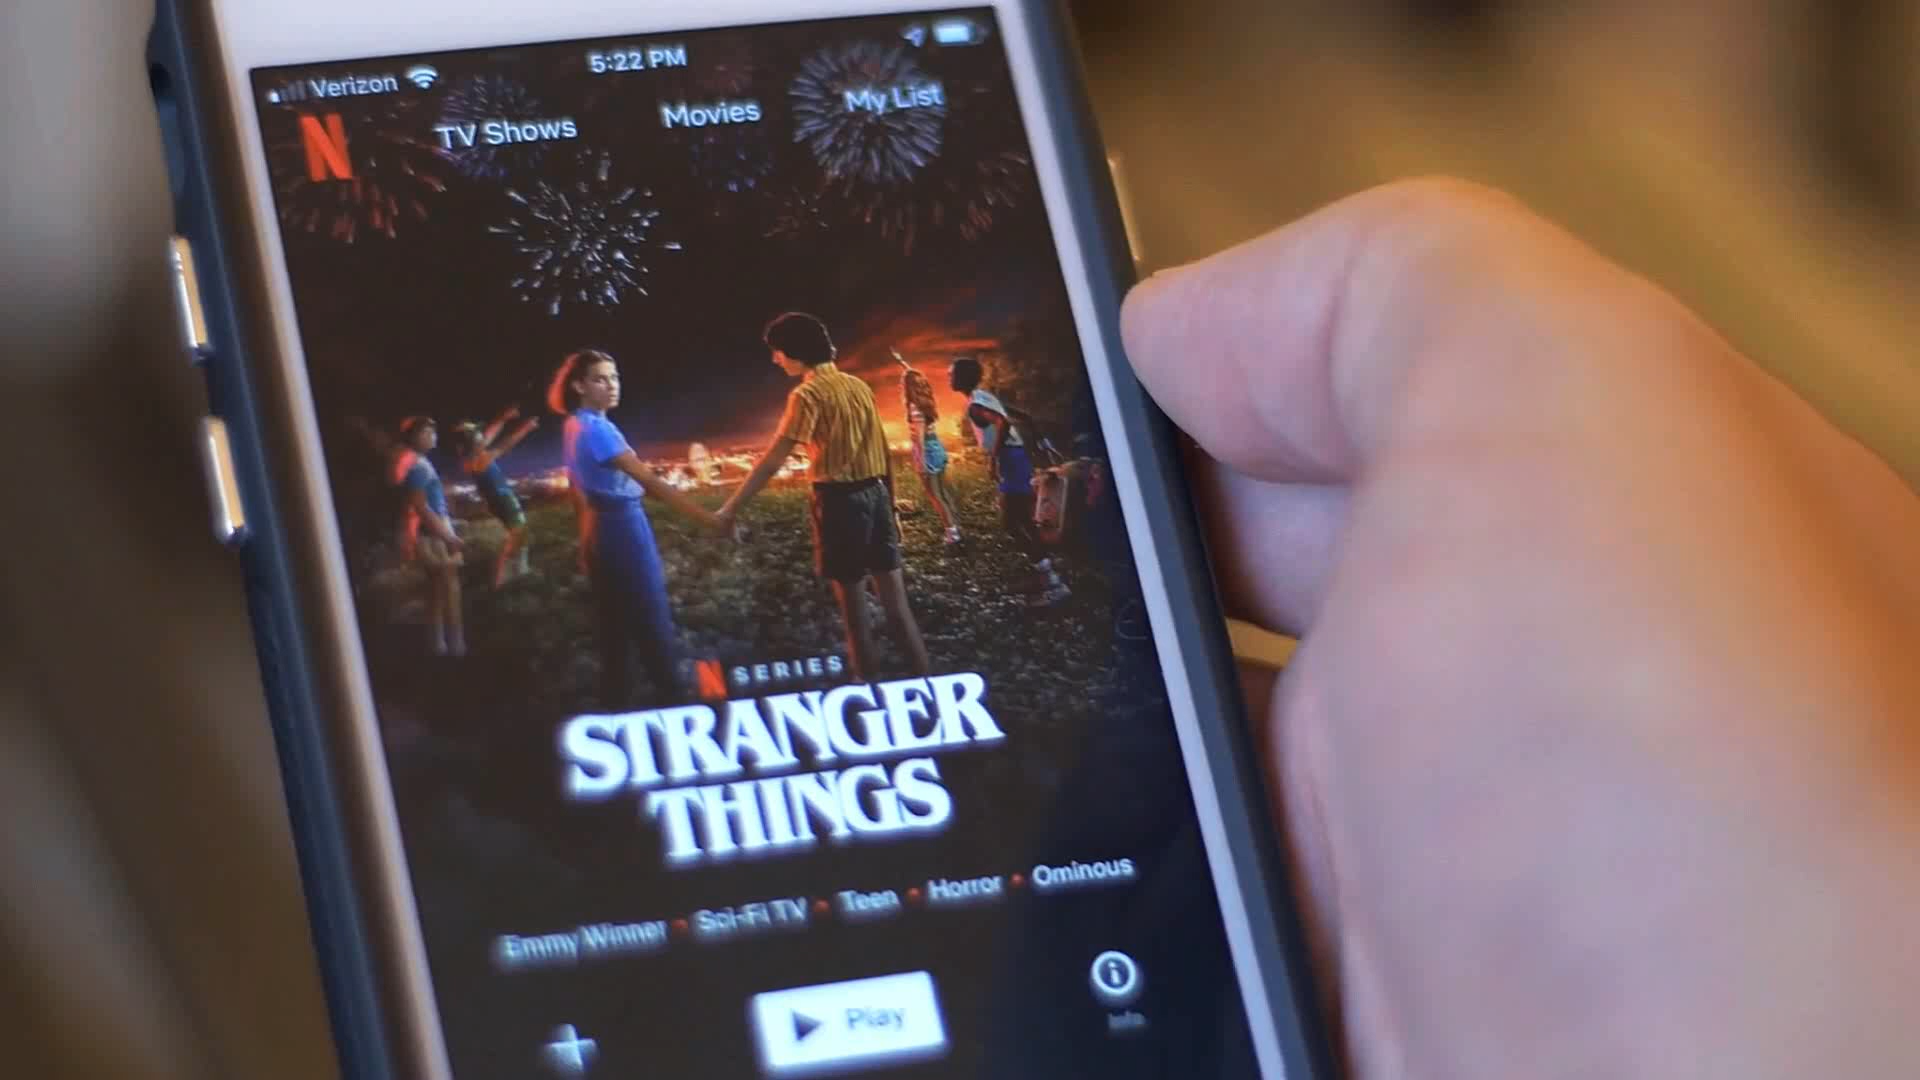 Verizon 5:22 PM
N TV Shows Movies My List
N SERIES
STRANGER
THINGS
Emmy Winner • Sci-Fi TV • Teen • Horror • Ominous
Play
Info